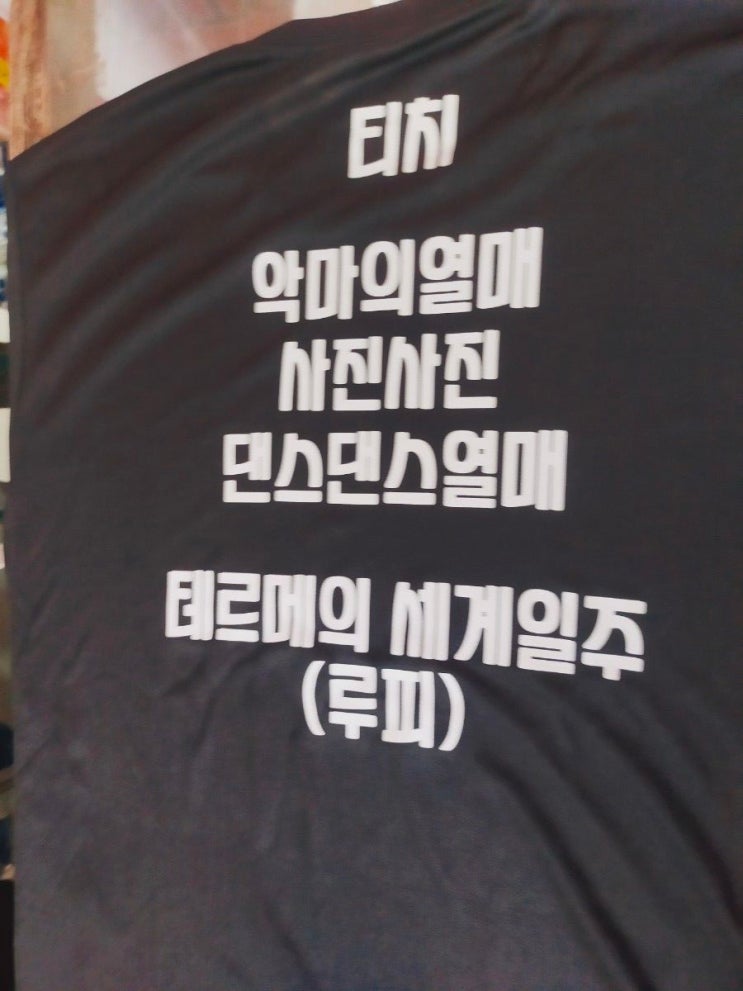 티치
악마의열매
사진사진
댄스댄스열매
테르메의 세계일주
(루피)